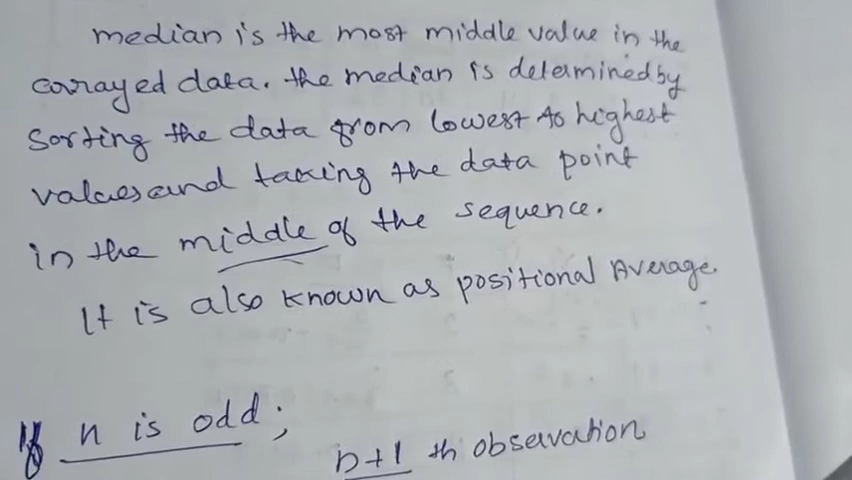 median is the most middle value in the
arrayed data. the median is determined by
Sorting the data from lowest to highest
values and taking the data point
in the middle of the sequence.
It is also known as positional Average.
If n is odd;
n+1 th observation